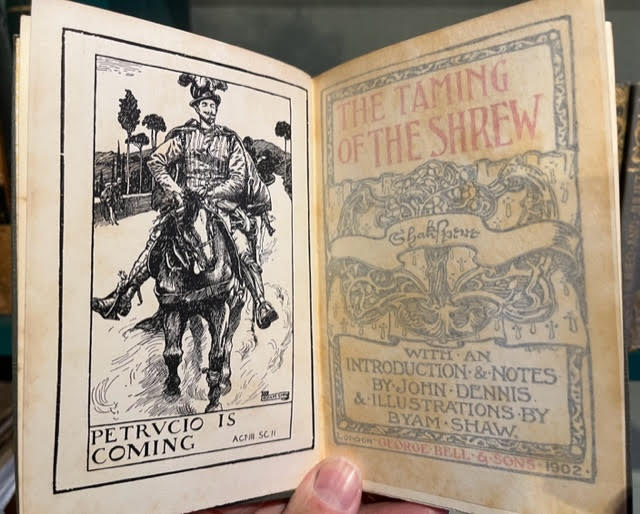 PETRVCIO IS
COMING
ACT·III. SC·II
THE TAMING
OF THE SHREW
Shakspere
WITH·AN
INTRODUCTION·&·NOTES
BY·JOHN·DENNIS
&·ILLUSTRATIONS·BY
BYAM·SHAW.
LONDON·GEORGE·BELL·&·SONS·1902·